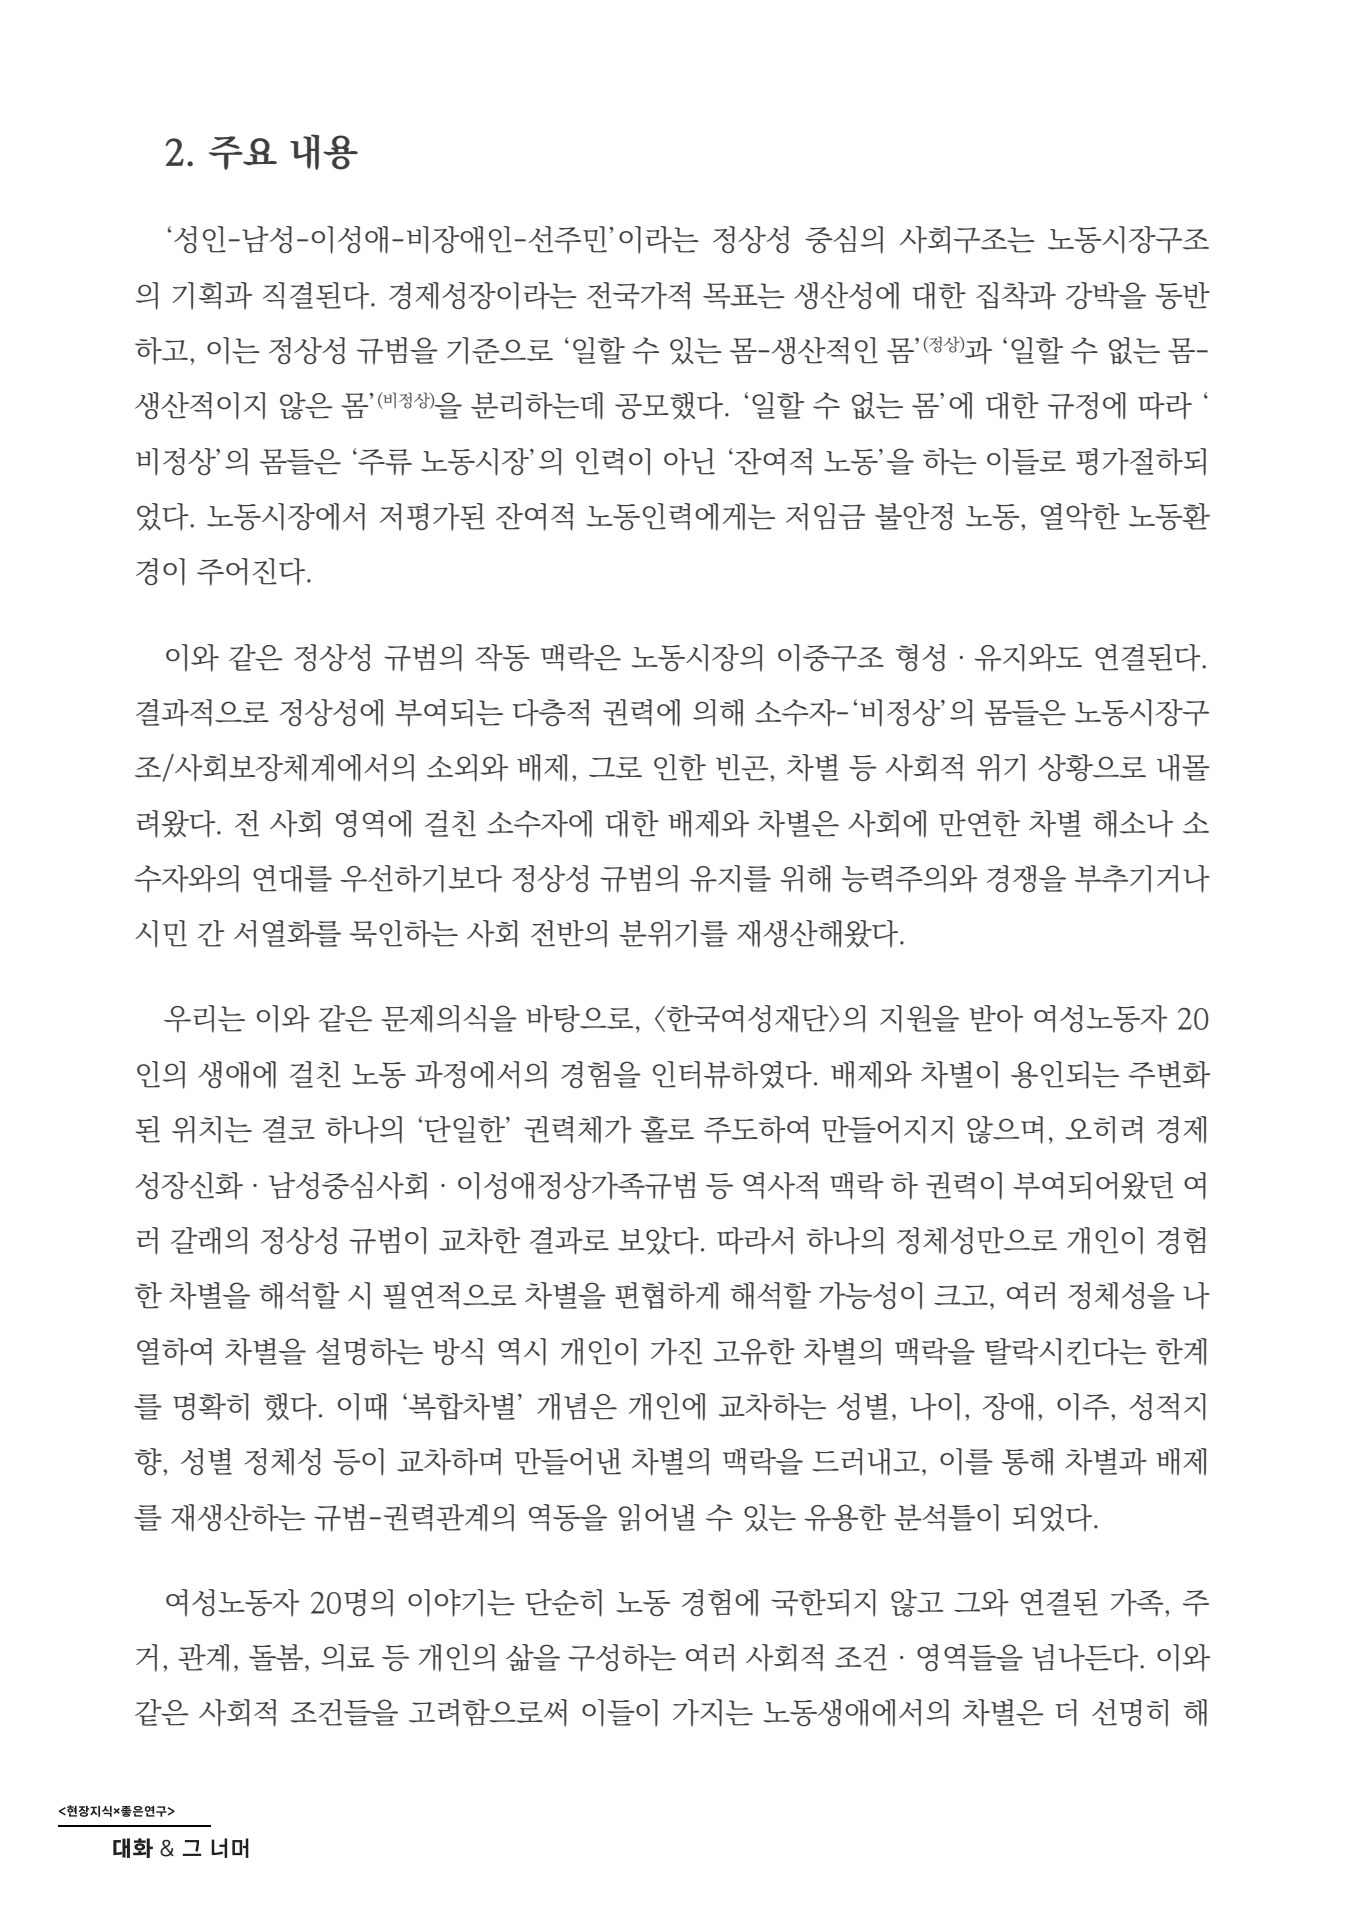 2. 주요 내용
‘성인-남성-이성애-비장애인-선주민’이라는 정상성 중심의 사회구조는 노동시장구조
의 기획과 직결된다. 경제성장이라는 전국가적 목표는 생산성에 대한 집착과 강박을 동반
하고, 이는 정상성 규범을 기준으로 ‘일할 수 있는 몸-생산적인 몸’(정상)과 ‘일할 수 없는 몸-
생산적이지 않은 몸’(비정상)을 분리하는데 공모했다. ‘일할 수 없는 몸’에 대한 규정에 따라 ‘
비정상’의 몸들은 ‘주류 노동시장’의 인력이 아닌 ‘잔여적 노동’을 하는 이들로 평가절하되
었다. 노동시장에서 저평가된 잔여적 노동인력에게는 저임금 불안정 노동, 열악한 노동환
경이 주어진다.
이와 같은 정상성 규범의 작동 맥락은 노동시장의 이중구조 형성 · 유지와도 연결된다.
결과적으로 정상성에 부여되는 다층적 권력에 의해 소수자-‘비정상’의 몸들은 노동시장구
조/사회보장체계에서의 소외와 배제, 그로 인한 빈곤, 차별 등 사회적 위기 상황으로 내몰
려왔다. 전 사회 영역에 걸친 소수자에 대한 배제와 차별은 사회에 만연한 차별 해소나 소
수자와의 연대를 우선하기보다 정상성 규범의 유지를 위해 능력주의와 경쟁을 부추기거나
시민 간 서열화를 묵인하는 사회 전반의 분위기를 재생산해왔다.
우리는 이와 같은 문제의식을 바탕으로, 〈한국여성재단〉의 지원을 받아 여성노동자 20
인의 생애에 걸친 노동 과정에서의 경험을 인터뷰하였다. 배제와 차별이 용인되는 주변화
된 위치는 결코 하나의 ‘단일한’ 권력체가 홀로 주도하여 만들어지지 않으며, 오히려 경제
성장신화 · 남성중심사회 · 이성애정상가족규범 등 역사적 맥락 하 권력이 부여되어왔던 여
러 갈래의 정상성 규범이 교차한 결과로 보았다. 따라서 하나의 정체성만으로 개인이 경험
한 차별을 해석할 시 필연적으로 차별을 편협하게 해석할 가능성이 크고, 여러 정체성을 나
열하여 차별을 설명하는 방식 역시 개인이 가진 고유한 차별의 맥락을 탈락시킨다는 한계
를 명확히 했다. 이때 ‘복합차별’ 개념은 개인에 교차하는 성별, 나이, 장애, 이주, 성적지
향, 성별 정체성 등이 교차하며 만들어낸 차별의 맥락을 드러내고, 이를 통해 차별과 배제
를 재생산하는 규범-권력관계의 역동을 읽어낼 수 있는 유용한 분석틀이 되었다.
여성노동자 20명의 이야기는 단순히 노동 경험에 국한되지 않고 그와 연결된 가족, 주
거, 관계, 돌봄, 의료 등 개인의 삶을 구성하는 여러 사회적 조건 · 영역들을 넘나든다. 이와
같은 사회적 조건들을 고려함으로써 이들이 가지는 노동생애에서의 차별은 더 선명히 해
<현장지식×좋은연구>
대화 & 그 너머